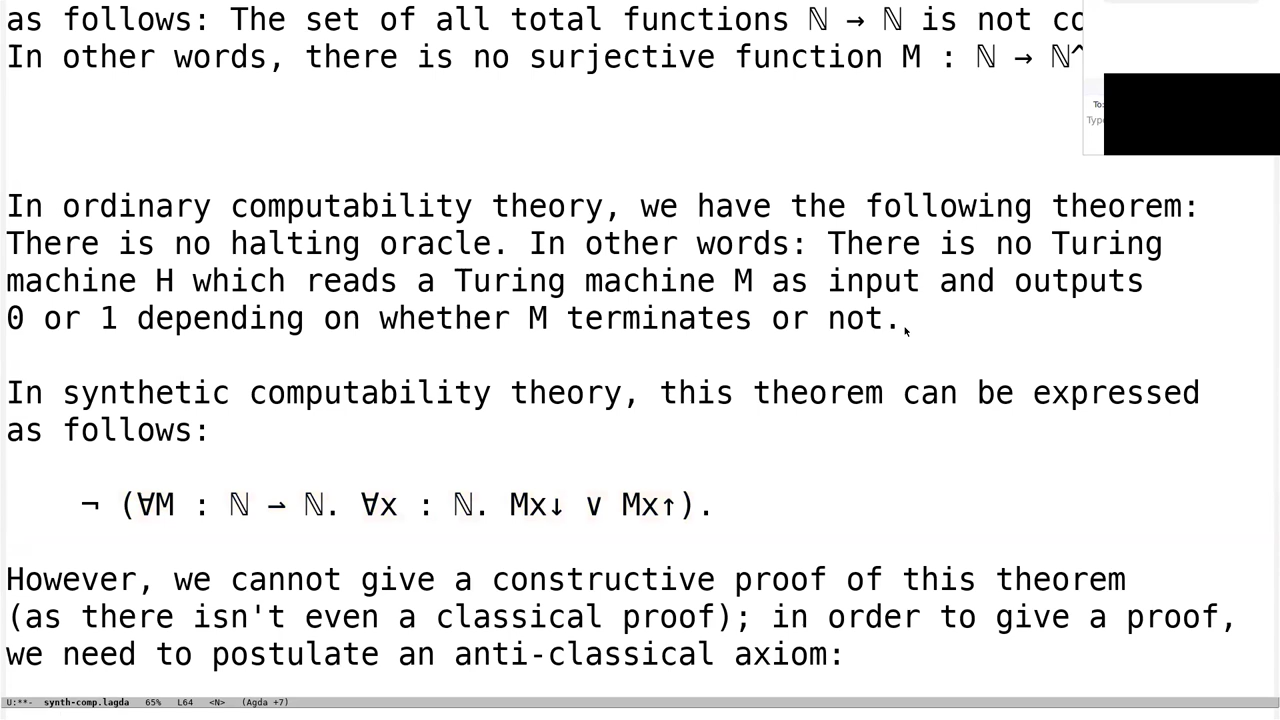 as follows: The set of all total functions ℕ → ℕ is not
In other words, there is no surjective function M : ℕ → ℕ^
To:
In ordinary computability theory, we have the following theorem:
There is no halting oracle. In other words: There is no Turing
machine H which reads a Turing machine M as input and outputs
0 or 1 depending on whether M terminates or not.
In synthetic computability theory, this theorem can be expressed
as follows:
¬ (∀M : ℕ ⇀ ℕ. ∀x : ℕ. Mx↓ ∨ Mx↑).
However, we cannot give a constructive proof of this theorem
(as there isn't even a classical proof); in order to give a proof,
we need to postulate an anti-classical axiom:
U:**- synth-comp.lagda 65% L64 <N> (Agda +7)